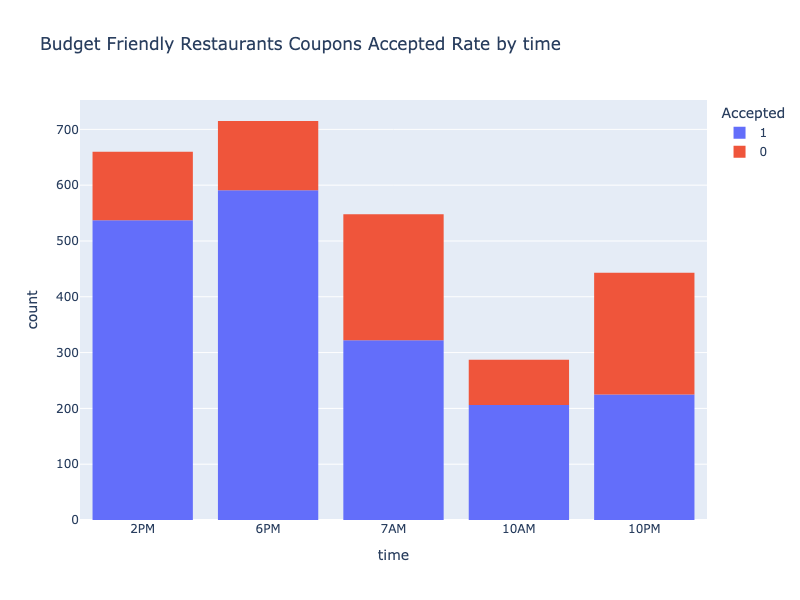 Budget Friendly Restaurants Coupons Accepted Rate by time
Accepted
1
0
700
600
500
400
300
200
100
0
count
2PM 6PM 7AM 10AM 10PM
time